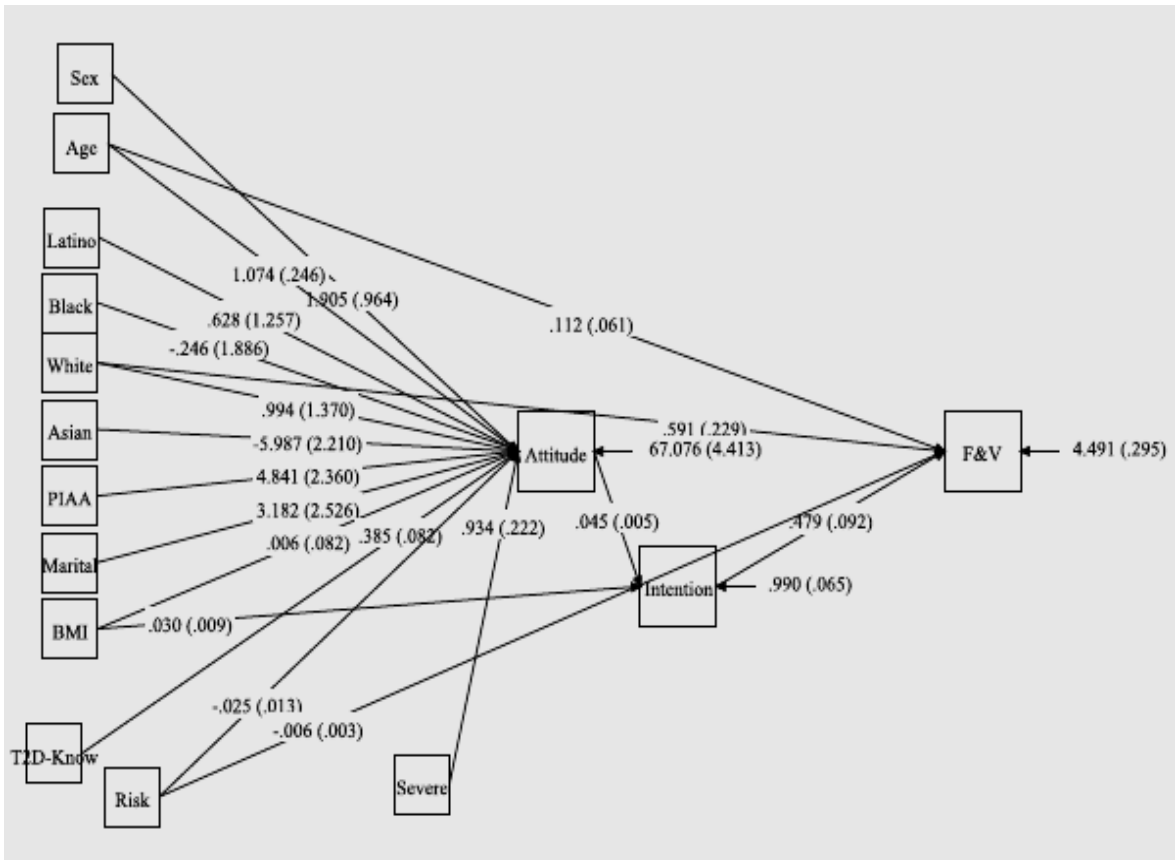 Sex
Age
Latino
1.074 (.246)
1.905 (.964)
Black
.628 (1.257)
.112 (.061)
-.246 (1.886)
White
.994 (1.370)
.591 (.229)
Asian
-5.987 (2.210)
Attitude
67.076 (4.413)
F&V
4.491 (.295)
PIAA
4.841 (2.360)
3.182 (2.526)
.385 (.082)
.934 (.222)
.045 (.005)
.479 (.092)
Marital
.006 (.082)
Intention
.990 (.065)
BMI
.030 (.009)
-.025 (.013)
-.006 (.003)
T2D-Know
Risk
Severe